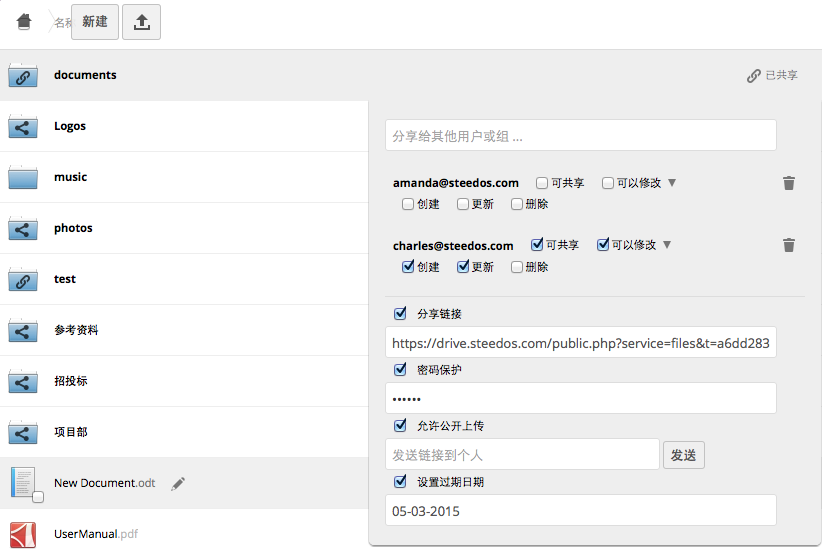 名称 新建
documents
已共享
Logos
music
photos
test
参考资料
招投标
项目部
New Document.odt
UserManual.pdf
分享给其他用户或组 ...
amanda@steedos.com 可共享 可以修改
创建 更新 删除
charles@steedos.com 可共享 可以修改
创建 更新 删除
分享链接
https://drive.steedos.com/public.php?service=files&t=a6dd283
密码保护
••••••
允许公开上传
发送链接到个人 发送
设置过期日期
05-03-2015